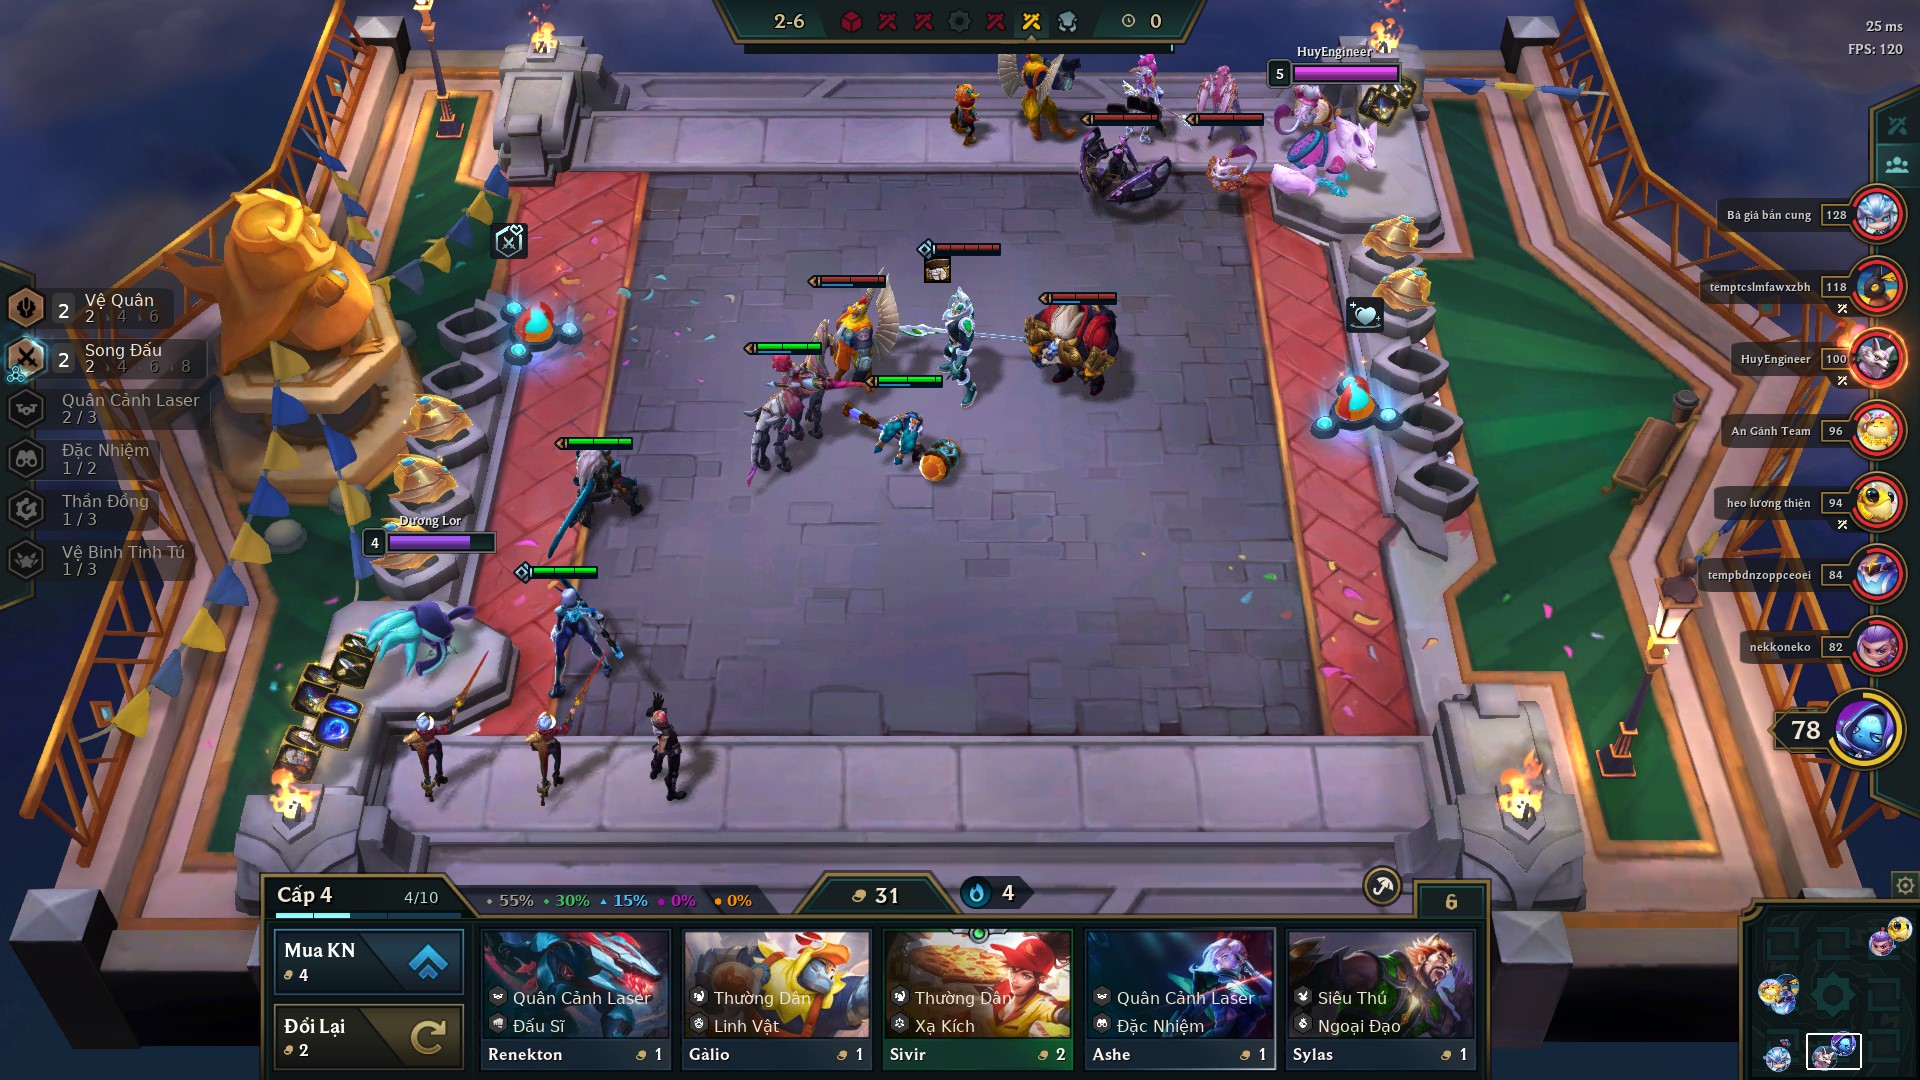 2-6
0
25 ms
FPS: 120
HuyEngineer
5
Bà già bắn cung
128
temptcslmfawxzbh
118
HuyEngineer
100
An Gánh Team
96
heo lương thiện
94
tempbdnzoppceoei
84
nekkoneko
82
78
2
Vệ Quân
2 › 4 › 6
2
Song Đấu
2 › 4 › 6 › 8
Quân Cảnh Laser
2 / 3
Đặc Nhiệm
1 / 2
Thần Đồng
1 / 3
Vệ Binh Tinh Tú
1 / 3
Dương Lor
4
Cấp 4
4/10
55%
30%
15%
0%
0%
31
4
6
Mua KN
4
Đổi Lại
2
Quân Cảnh Laser
Đấu Sĩ
Renekton
1
Thường Dân
Linh Vật
Galio
1
Thường Dân
Xạ Kích
Sivir
2
Quân Cảnh Laser
Đặc Nhiệm
Ashe
1
Siêu Thú
Ngoại Đạo
Sylas
1